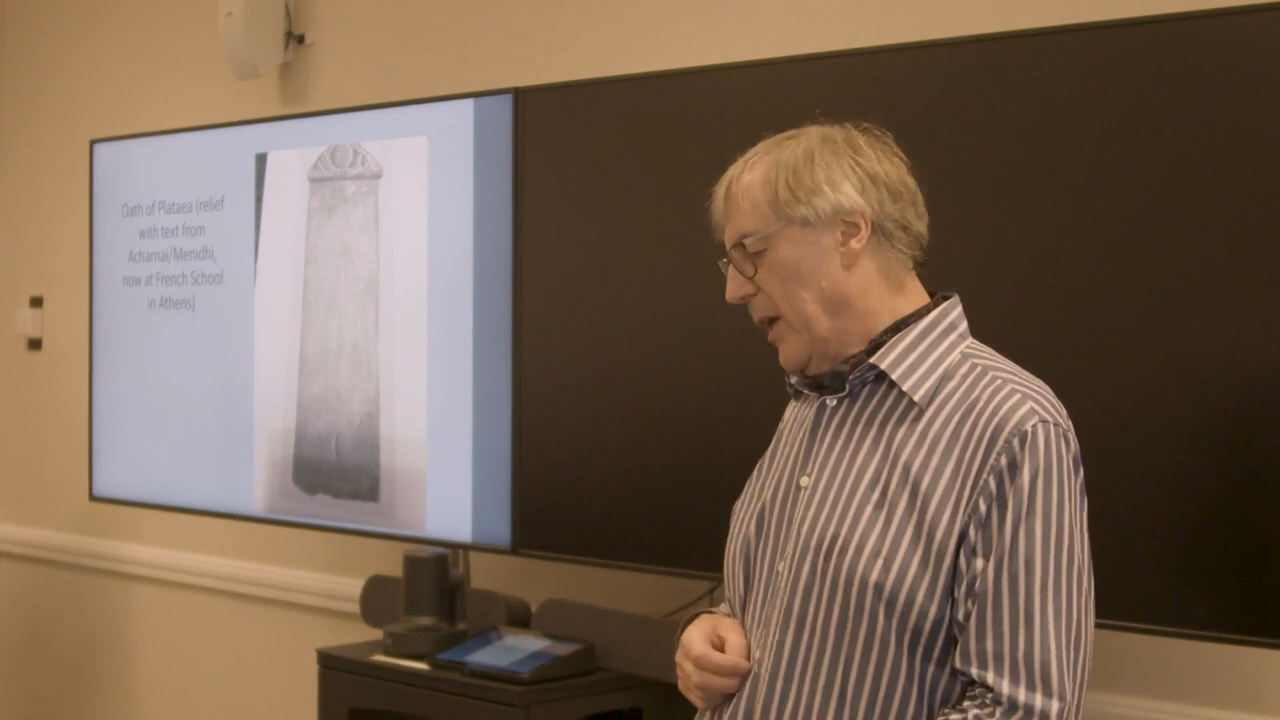 Oath of Plataea (relief
with text from
Acharnai/Menidhi,
now at French School
in Athens)